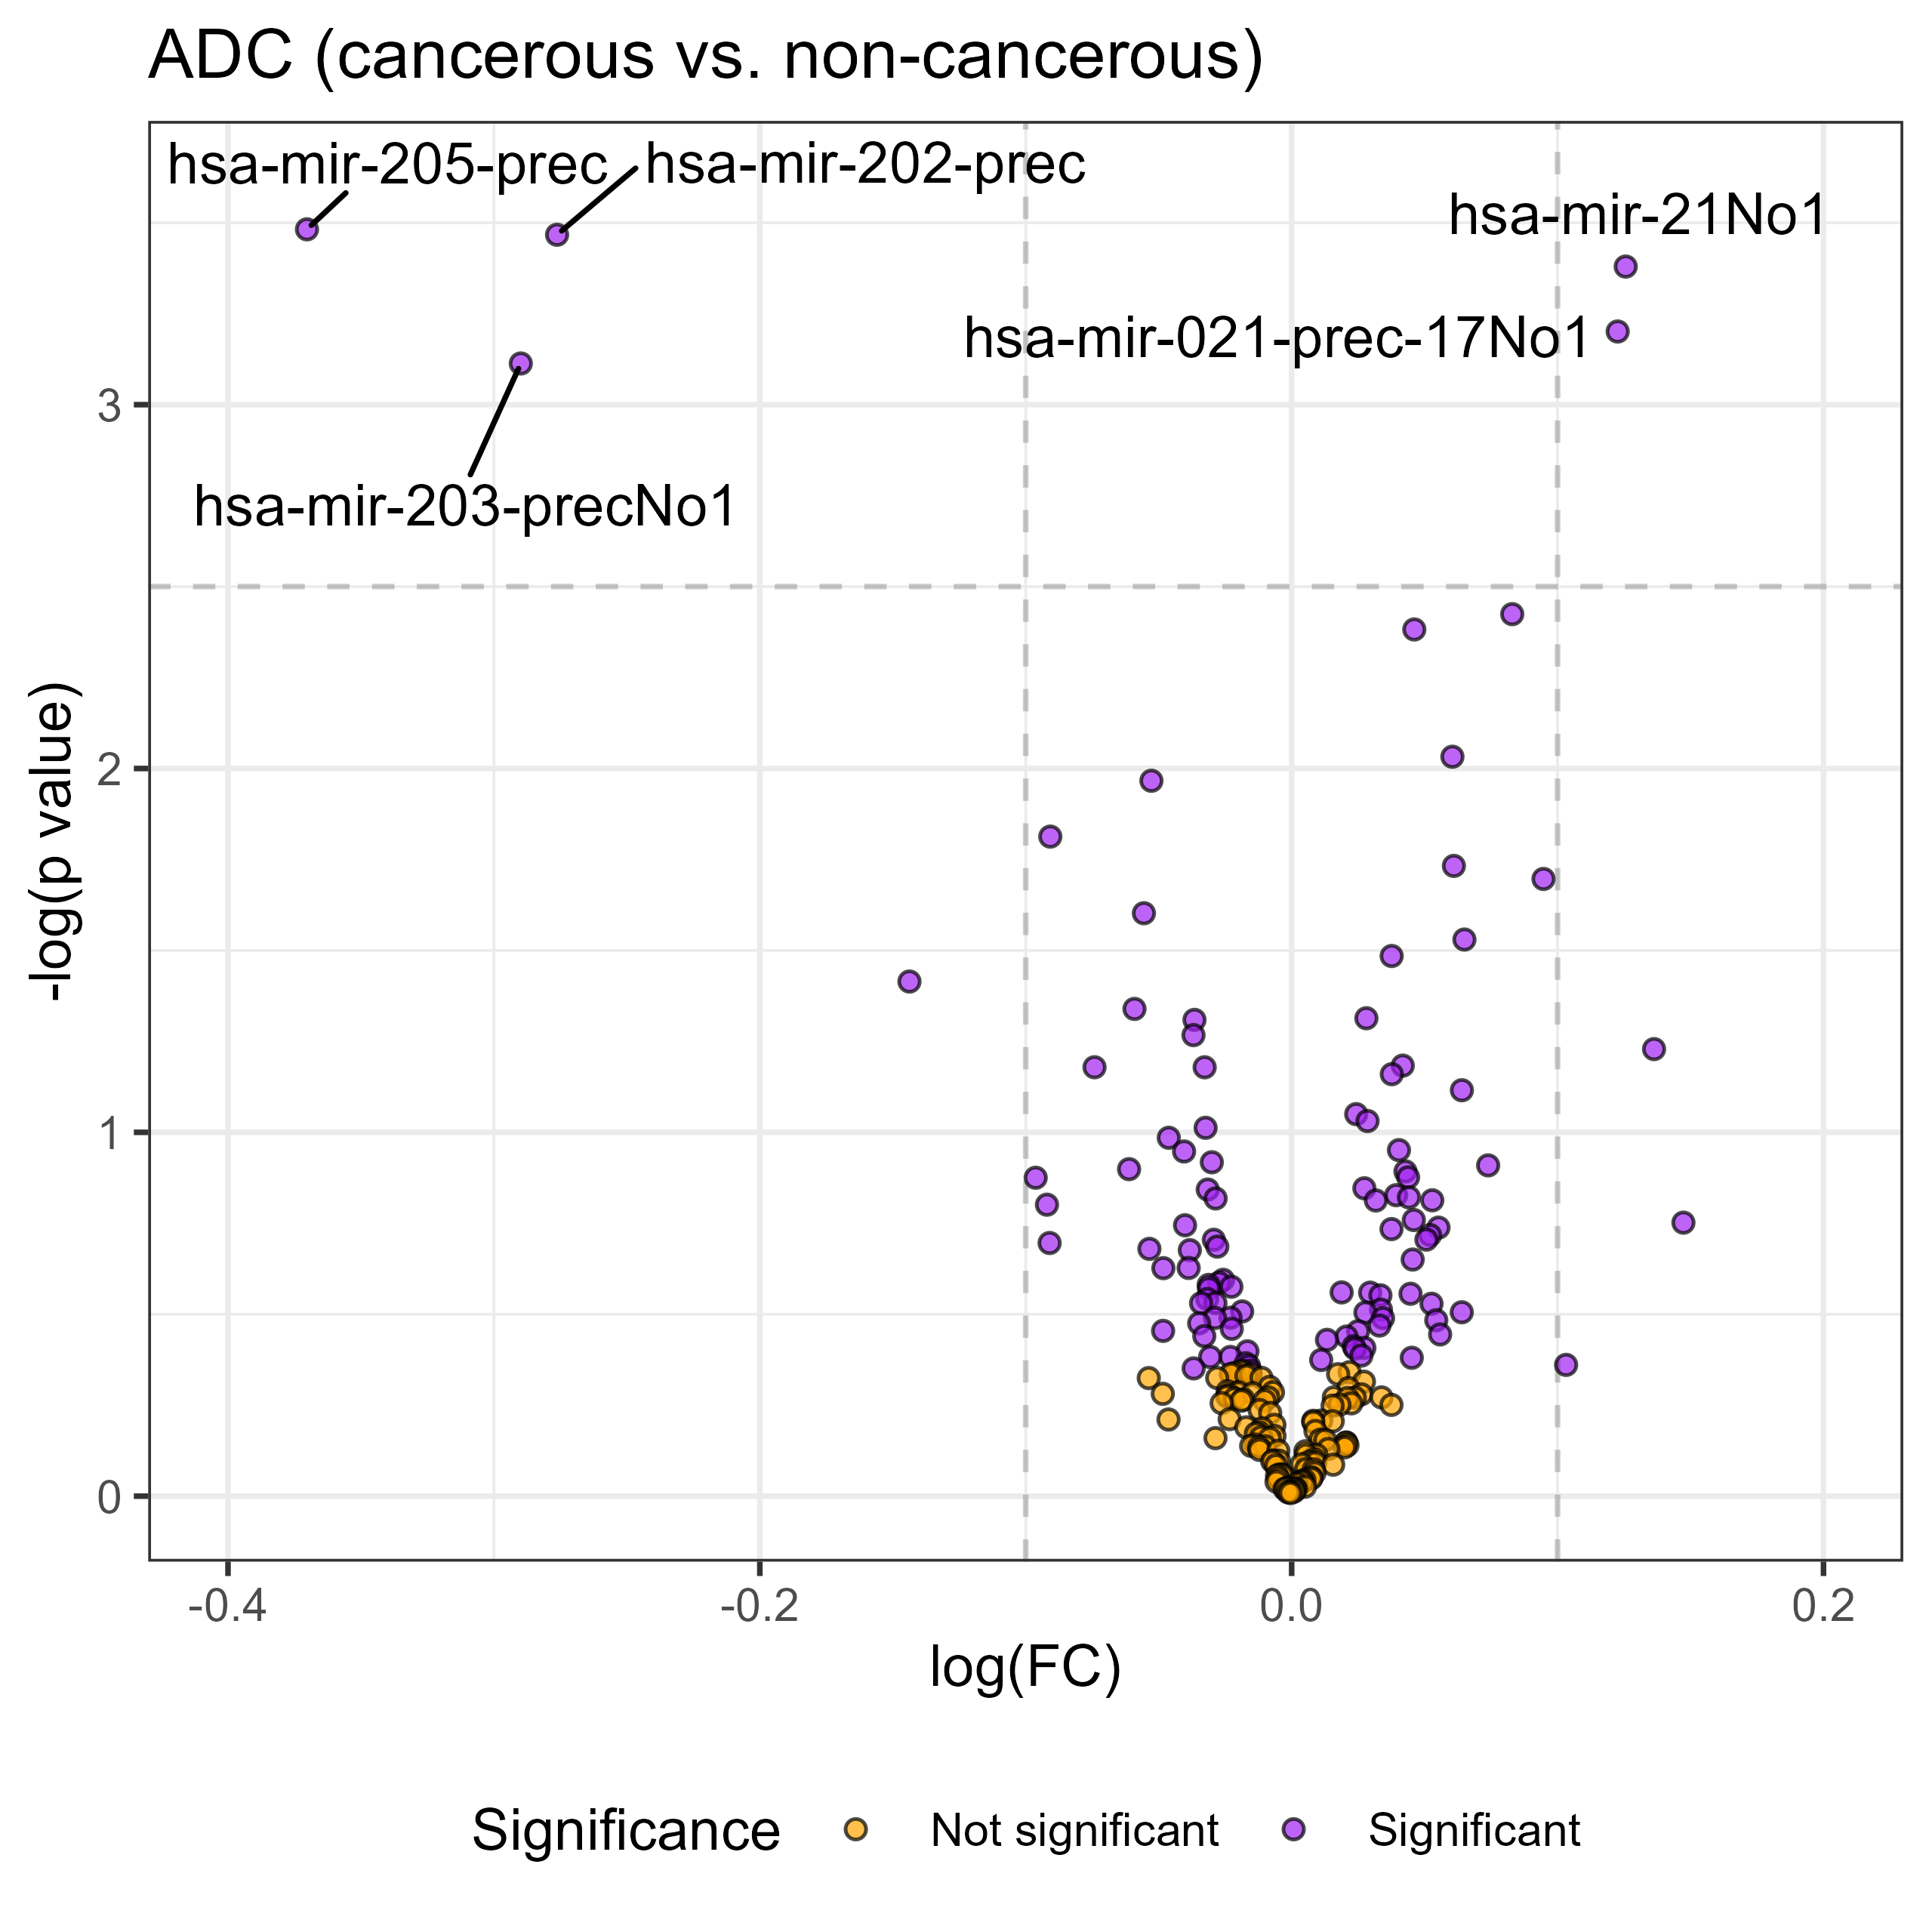 ADC (cancerous vs. non-cancerous)
hsa-mir-205-prec
hsa-mir-202-prec
hsa-mir-21No1
hsa-mir-021-prec-17No1
hsa-mir-203-precNo1
3
2
1
0
-log(p value)
-0.4
-0.2
0.0
0.2
log(FC)
Significance
Not significant
Significant